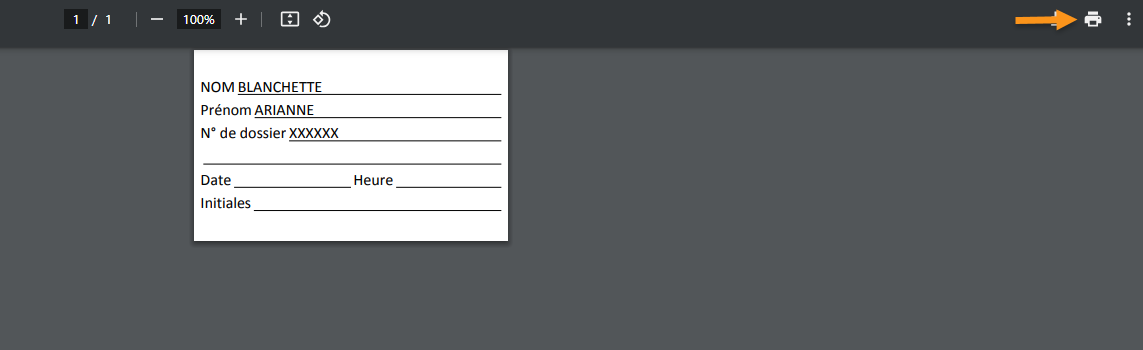 1 / 1 100%
NOM BLANCHETTE
Prénom ARIANNE
N° de dossier XXXXXX
Date Heure
Initiales